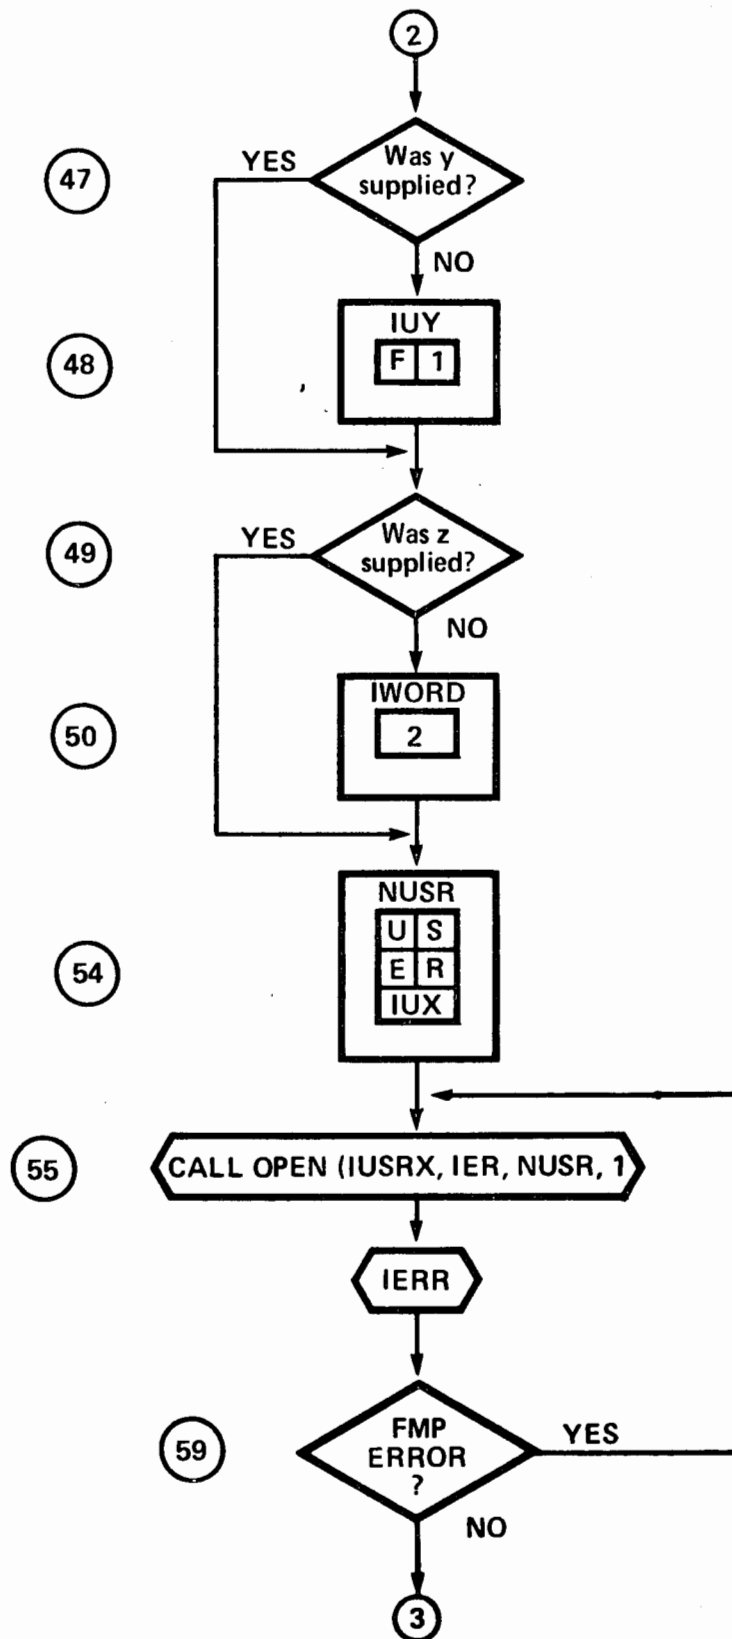 2
47
YES
Was y
supplied?
NO
48
IUY
F 1
49
YES
Was z
supplied?
NO
50
IWORD
2
54
NUSR
U S
E R
IUX
55
CALL OPEN (IUSRX, IER, NUSR, 1
IERR
59
FMP
ERROR
?
YES
NO
3